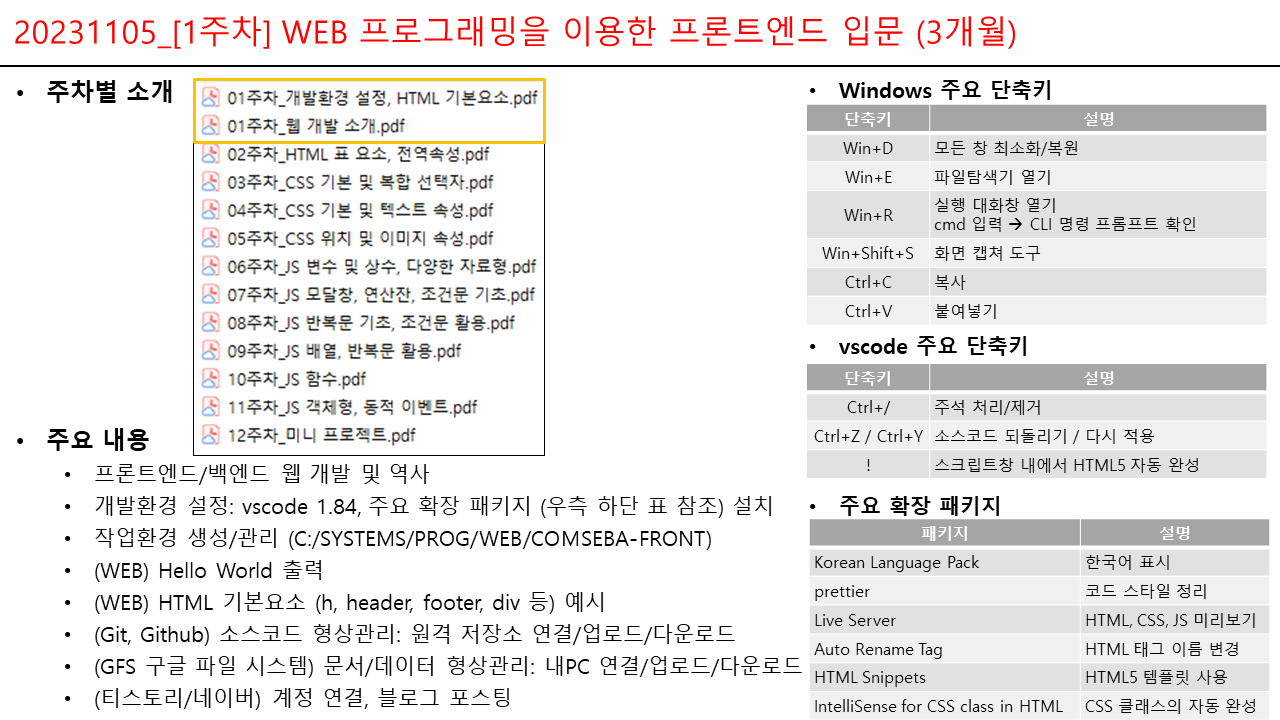 20231105_[1주차] WEB 프로그래밍을 이용한 프론트엔드 입문 (3개월)
• 주차별 소개
01주차_개발환경 설정, HTML 기본요소.pdf
01주차_웹 개발 소개.pdf
02주차_HTML 표 요소, 전역속성.pdf
03주차_CSS 기본 및 복합 선택자.pdf
04주차_CSS 기본 및 텍스트 속성.pdf
05주차_CSS 위치 및 이미지 속성.pdf
06주차_JS 변수 및 상수, 다양한 자료형.pdf
07주차_JS 모달창, 연산잔, 조건문 기초.pdf
08주차_JS 반복문 기초, 조건문 활용.pdf
09주차_JS 배열, 반복문 활용.pdf
10주차_JS 함수.pdf
11주차_JS 객체형, 동적 이벤트.pdf
12주차_미니 프로젝트.pdf
• 주요 내용
• 프론트엔드/백엔드 웹 개발 및 역사
• 개발환경 설정: vscode 1.84, 주요 확장 패키지 (우측 하단 표 참조) 설치
• 작업환경 생성/관리 (C:/SYSTEMS/PROG/WEB/COMSEBA-FRONT)
• (WEB) Hello World 출력
• (WEB) HTML 기본요소 (h, header, footer, div 등) 예시
• (Git, Github) 소스코드 형상관리: 원격 저장소 연결/업로드/다운로드
• (GFS 구글 파일 시스템) 문서/데이터 형상관리: 내PC 연결/업로드/다운로드
• (티스토리/네이버) 계정 연결, 블로그 포스팅
• Windows 주요 단축키
단축키 설명
Win+D 모든 창 최소화/복원
Win+E 파일탐색기 열기
Win+R 실행 대화창 열기
cmd 입력 → CLI 명령 프롬프트 확인
Win+Shift+S 화면 캡쳐 도구
Ctrl+C 복사
Ctrl+V 붙여넣기
• vscode 주요 단축키
단축키 설명
Ctrl+/ 주석 처리/제거
Ctrl+Z / Ctrl+Y 소스코드 되돌리기 / 다시 적용
! 스크립트창 내에서 HTML5 자동 완성
• 주요 확장 패키지
패키지 설명
Korean Language Pack 한국어 표시
prettier 코드 스타일 정리
Live Server HTML, CSS, JS 미리보기
Auto Rename Tag HTML 태그 이름 변경
HTML Snippets HTML5 템플릿 사용
IntelliSense for CSS class in HTML CSS 클래스의 자동 완성